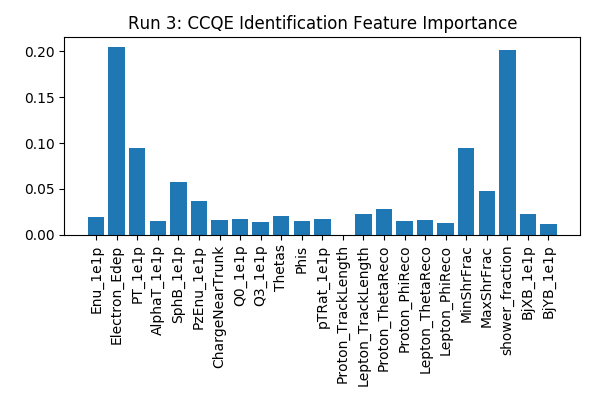 Run 3: CCQE Identification Feature Importance
0.20
0.15
0.10
0.05
0.00
Enu_1e1p
Electron_Edep
PT_1e1p
AlphaT_1e1p
SphB_1e1p
PzEnu_1e1p
ChargeNearTrunk
Q0_1e1p
Q3_1e1p
Thetas
Phis
pTRat_1e1p
Proton_TrackLength
Lepton_TrackLength
Proton_ThetaReco
Proton_PhiReco
Lepton_ThetaReco
Lepton_PhiReco
MinShrFrac
MaxShrFrac
shower_fraction
BjXB_1e1p
BjYB_1e1p